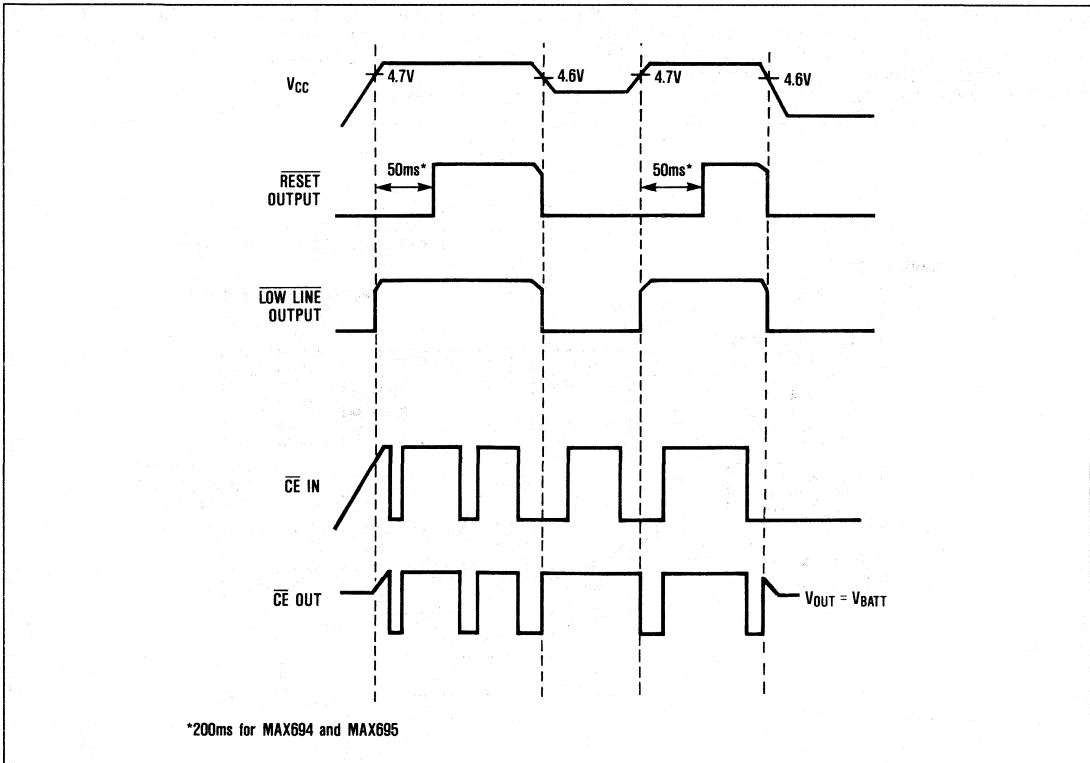 VCC
4.7V
4.6V
4.7V
4.6V
RESET
OUTPUT
50ms*
50ms*
LOW LINE
OUTPUT
CE IN
CE OUT
VOUT = VBATT
*200ms for MAX694 and MAX695